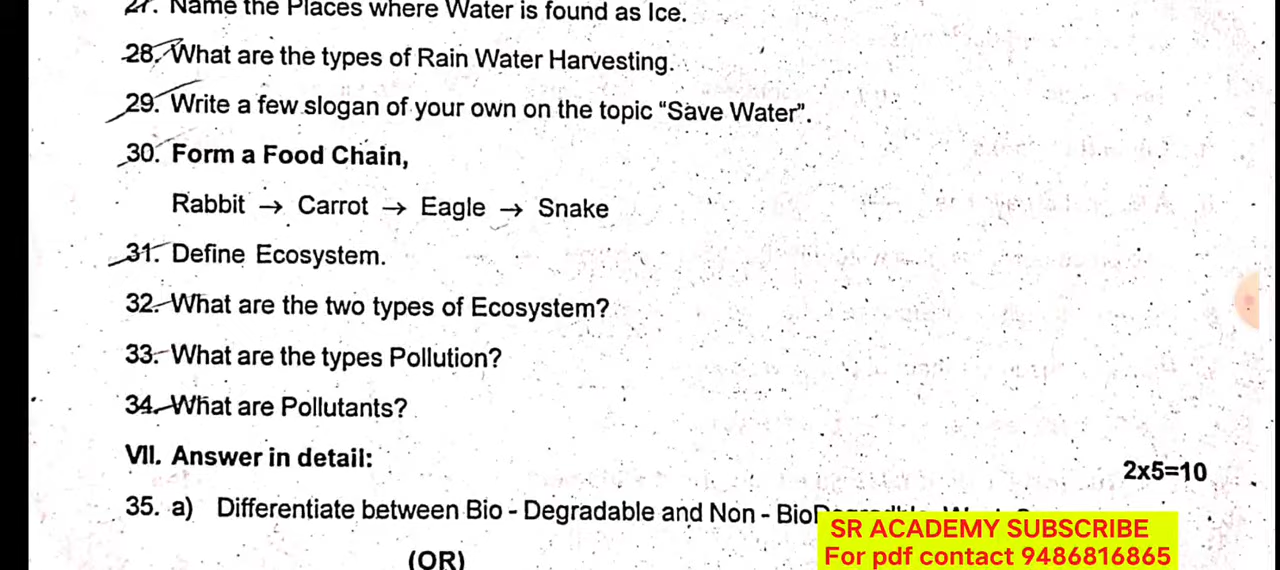 27. Name the Places where Water is found as Ice.
28. What are the types of Rain Water Harvesting.
29. Write a few slogan of your own on the topic “Save Water”.
30. Form a Food Chain,
Rabbit → Carrot → Eagle → Snake
31. Define Ecosystem.
32. What are the two types of Ecosystem?
33. What are the types Pollution?
34. What are Pollutants?
VII. Answer in detail: 2x5=10
35. a) Differentiate between Bio - Degradable and Non -
SR ACADEMY SUBSCRIBE
For pdf contact 9486816865
(OR)